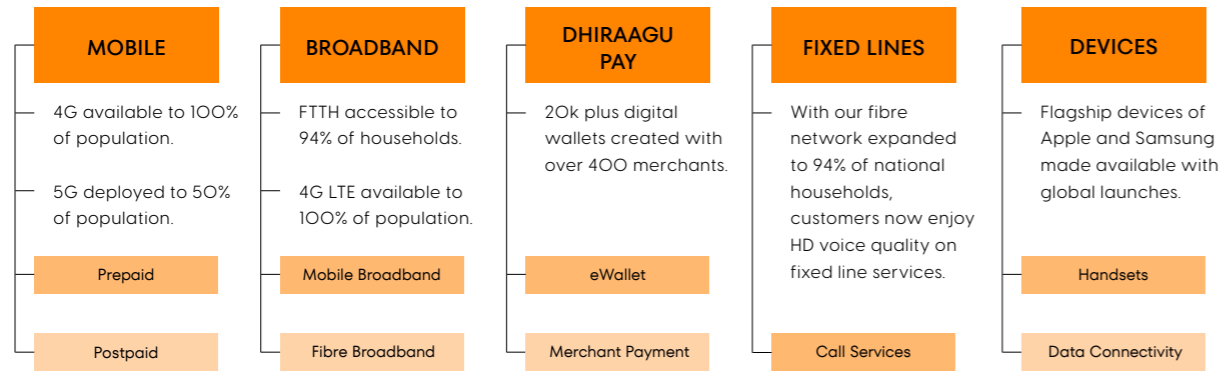 MOBILE
4G available to 100%
of population.
5G deployed to 50%
of population.
Prepaid
Postpaid
BROADBAND
FTTH accessible to
94% of households.
4G LTE available to
100% of population.
Mobile Broadband
Fibre Broadband
DHIRAAGU
PAY
20k plus digital
wallets created with
over 400 merchants.
eWallet
Merchant Payment
FIXED LINES
With our fibre
network expanded
to 94% of national
households,
customers now enjoy
HD voice quality on
fixed line services.
Call Services
DEVICES
Flagship devices of
Apple and Samsung
made available with
global launches.
Handsets
Data Connectivity